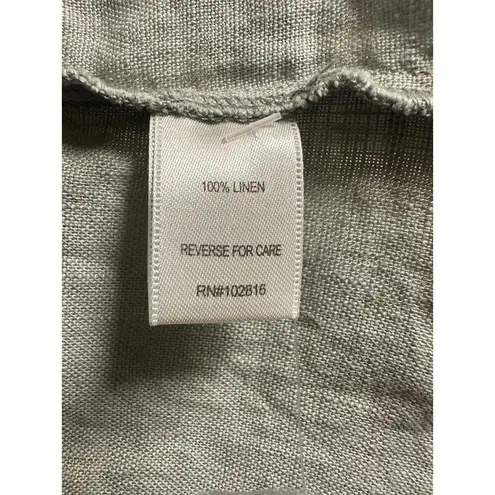 100% LINEN
REVERSE FOR CARE
RN#102816